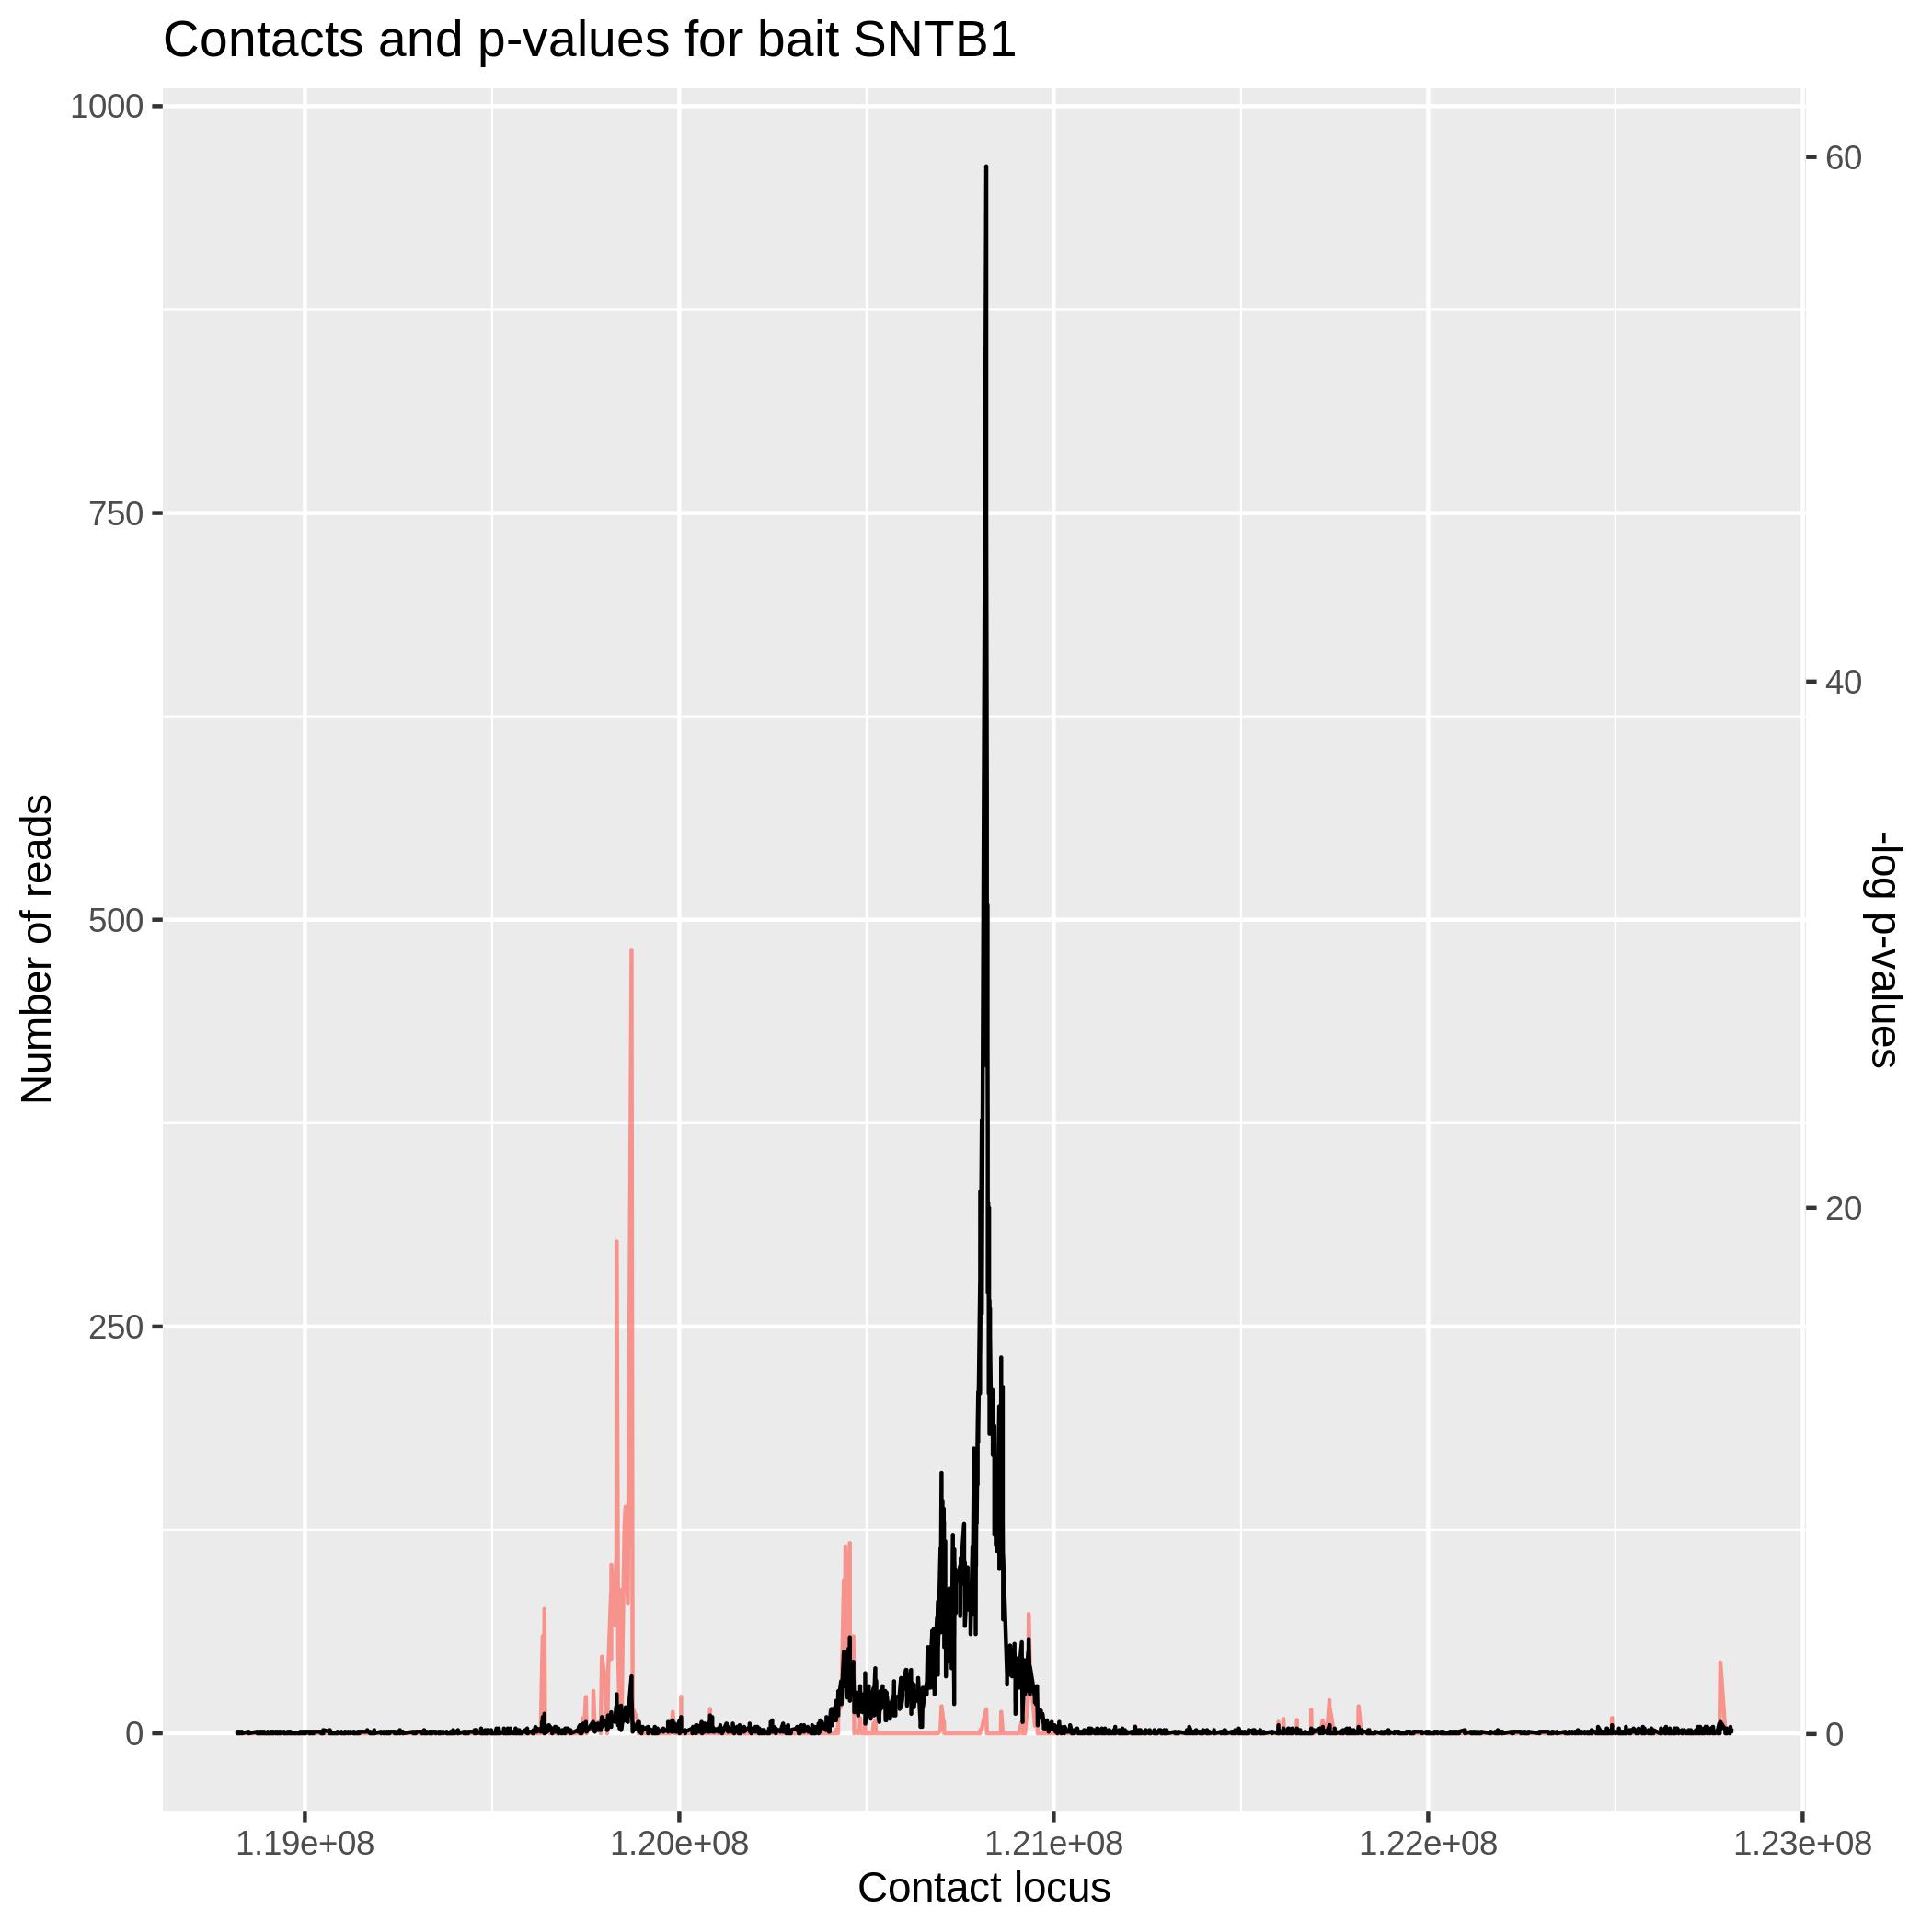 Contacts and p-values for bait SNTB1
1000
750
500
250
0
Number of reads
60
40
20
0
-log p-values
1.19e+08
1.20e+08
1.21e+08
1.22e+08
1.23e+08
Contact locus